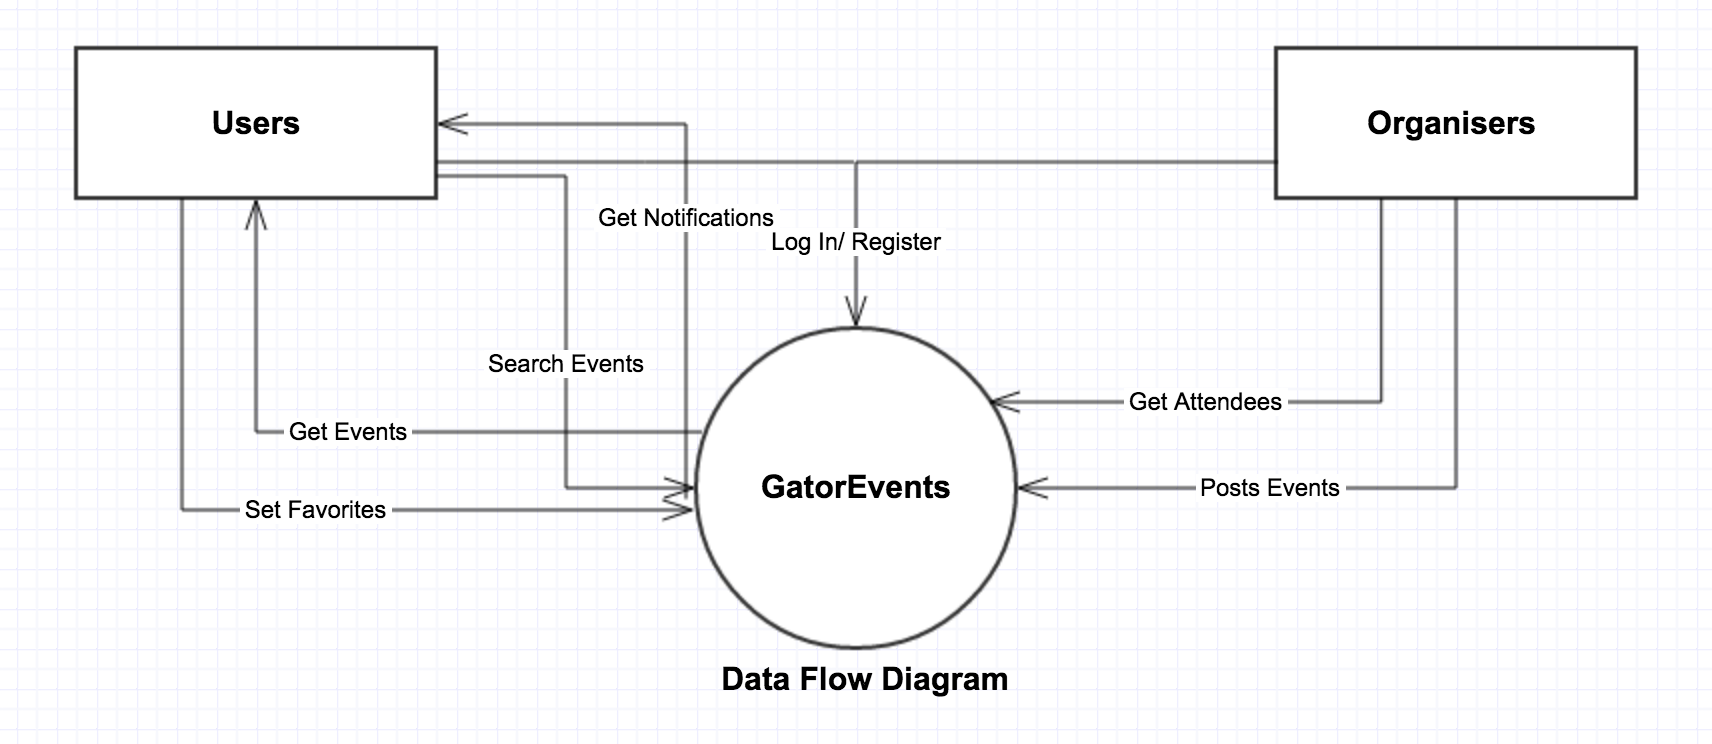 Users
Organisers
Get Notifications
Log In/ Register
Search Events
Get Attendees
Get Events
GatorEvents
Posts Events
Set Favorites
Data Flow Diagram